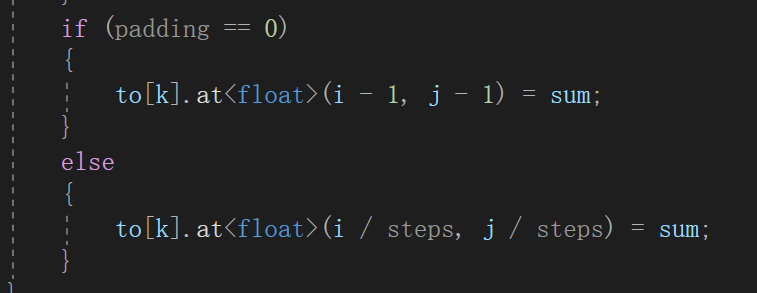 if (padding == 0)
{
to[k].at<float>(i - 1, j - 1) = sum;
}
else
{
to[k].at<float>(i / steps, j / steps) = sum;
}